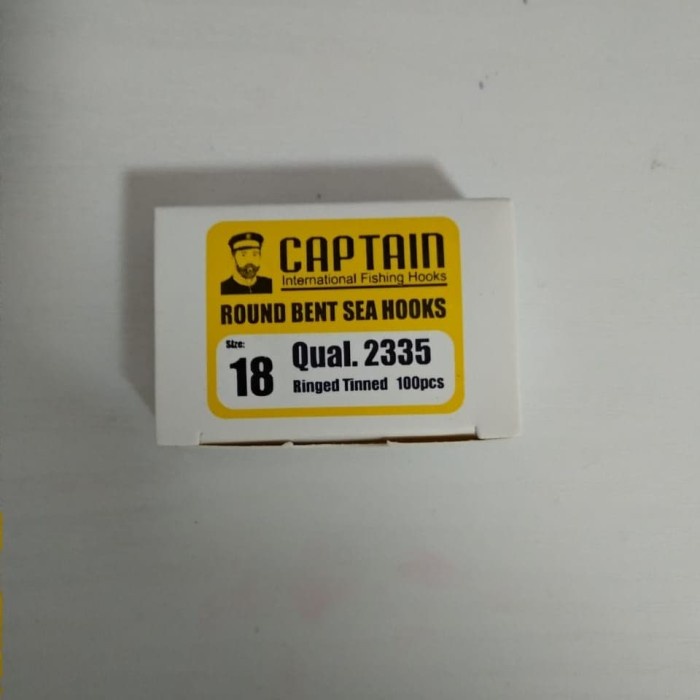 CAPTAIN
International Fishing Hooks
ROUND BENT SEA HOOKS
Size:
18
Qual. 2335
Ringed Tinned 100pcs